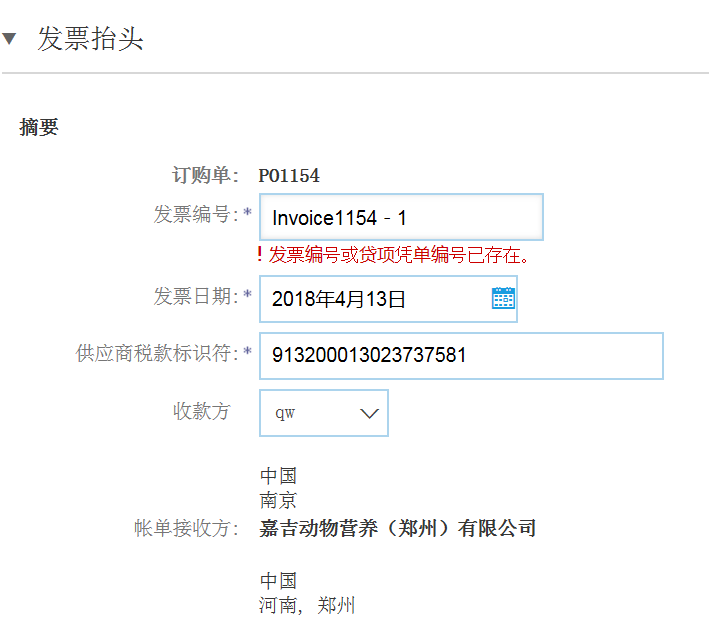 发票抬头
摘要
订购单: PO1154
发票编号:* Invoice1154 - 1
! 发票编号或贷项凭单编号已存在。
发票日期:* 2018年4月13日
供应商税款标识符:* 913200013023737581
收款方 qw
中国
南京
帐单接收方: 嘉吉动物营养（郑州）有限公司
中国
河南, 郑州